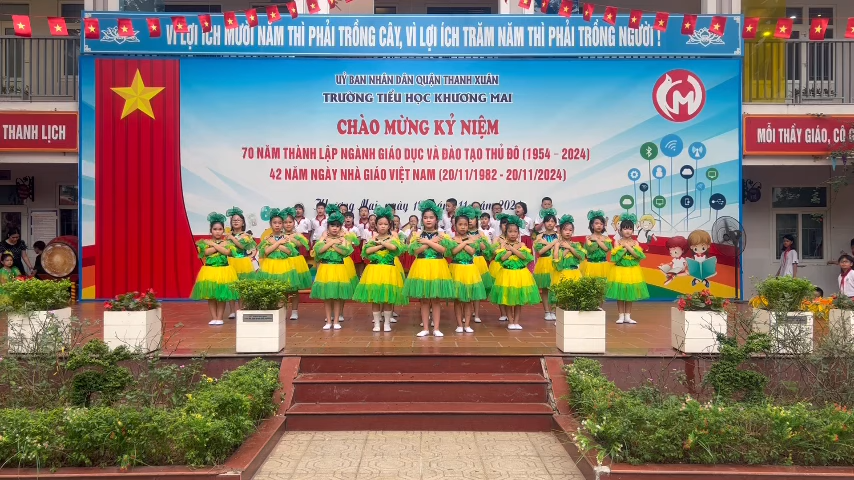 VÌ LỢI ÍCH MƯỜI NĂM THÌ PHẢI TRỒNG CÂY, VÌ LỢI ÍCH TRĂM NĂM THÌ PHẢI TRỒNG NGƯỜI !
ỦY BAN NHÂN DÂN QUẬN THANH XUÂN
TRƯỜNG TIỂU HỌC KHƯƠNG MAI
CHÀO MỪNG KỶ NIỆM
70 NĂM THÀNH LẬP NGÀNH GIÁO DỤC VÀ ĐÀO TẠO THỦ ĐÔ (1954 - 2024)
42 NĂM NGÀY NHÀ GIÁO VIỆT NAM (20/11/1982 - 20/11/2024)
Mai, ngày
THANH LỊCH
MỖI THẦY GIÁO, CÔ